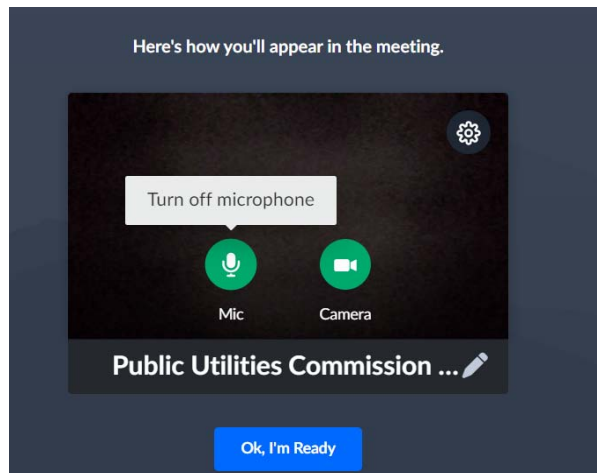 Here's how you'll appear in the meeting.
Turn off microphone
Mic
Camera
Public Utilities Commission ...
Ok, I'm Ready